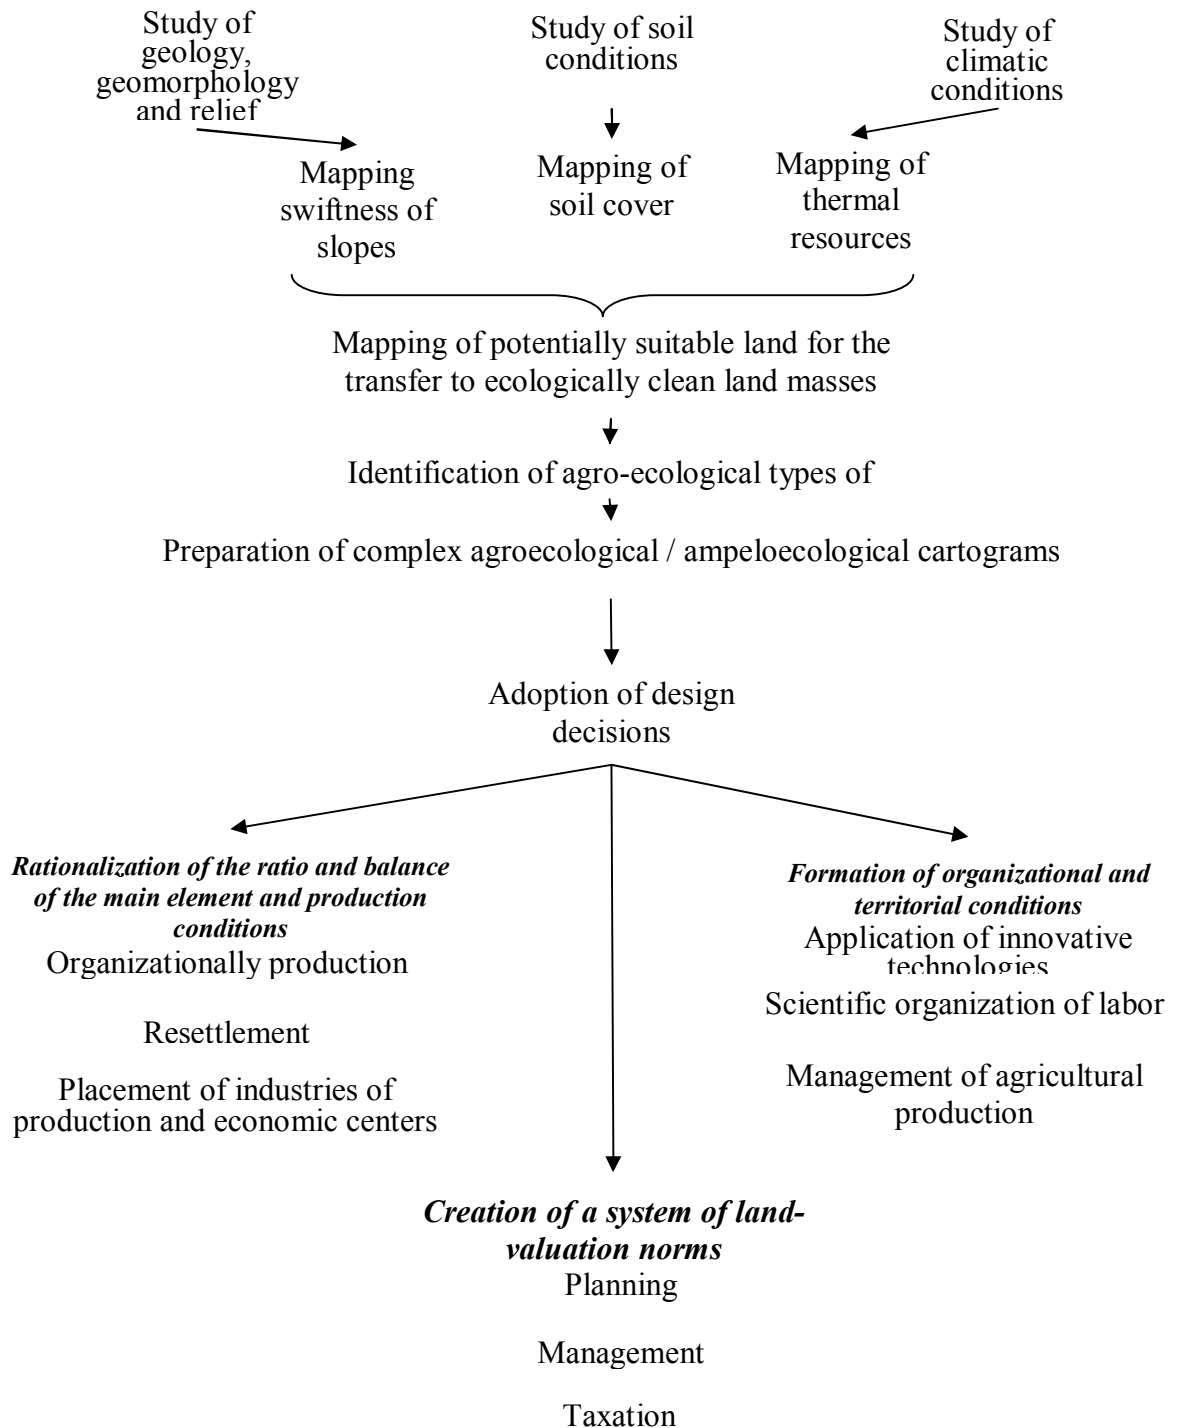 Study of
geology,
geomorphology
and relief
Study of soil
conditions
Study of
climatic
conditions
Mapping
swiftness of
slopes
Mapping of
soil cover
Mapping of
thermal
resources
Mapping of potentially suitable land for the
transfer to ecologically clean land masses
Identification of agro-ecological types of
Preparation of complex agroecological / ampeloecological cartograms
Adoption of design
decisions
Rationalization of the ratio and balance
of the main element and production
conditions
Organizationally production
Resettlement
Placement of industries of
production and economic centers
Formation of organizational and
territorial conditions
Application of innovative
technologies
Scientific organization of labor
Management of agricultural
production
Creation of a system of land-
valuation norms
Planning
Management
Taxation